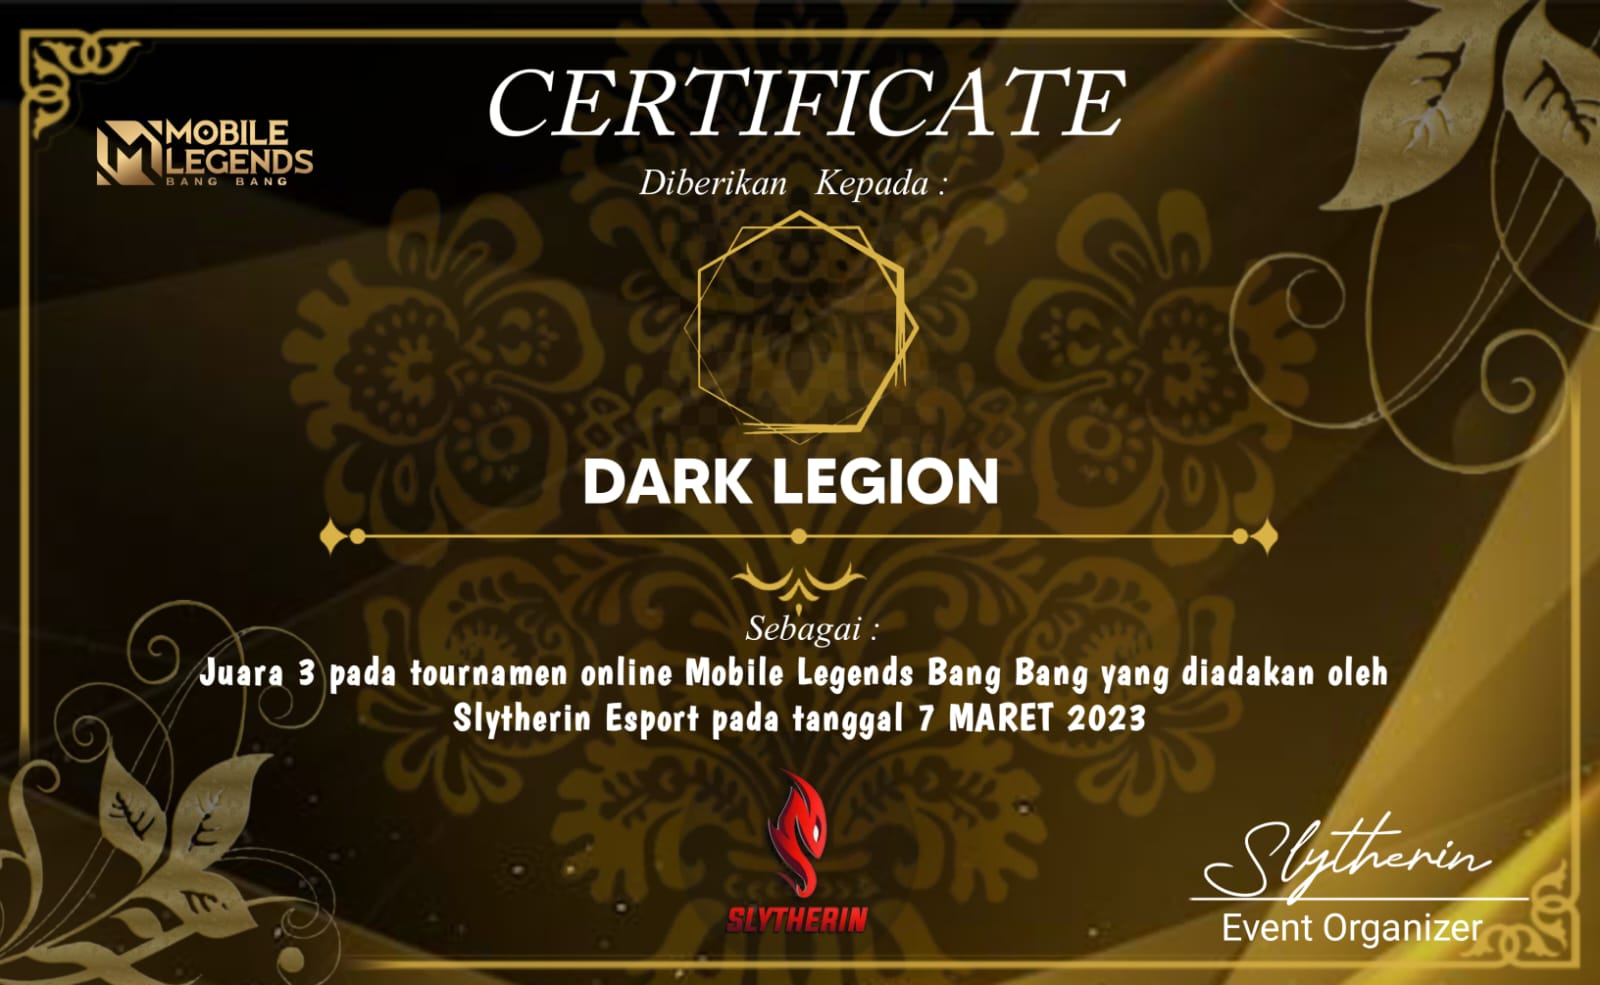 CERTIFICATE
MOBILE
LEGENDS
BANG BANG
Diberikan Kepada :
DARK LEGION
Sebagai :
Juara 3 pada tournamen online Mobile Legends Bang Bang yang diadakan oleh
Slytherin Esport pada tanggal 7 MARET 2023
SLYTHERIN
Slytherin
Event Organizer